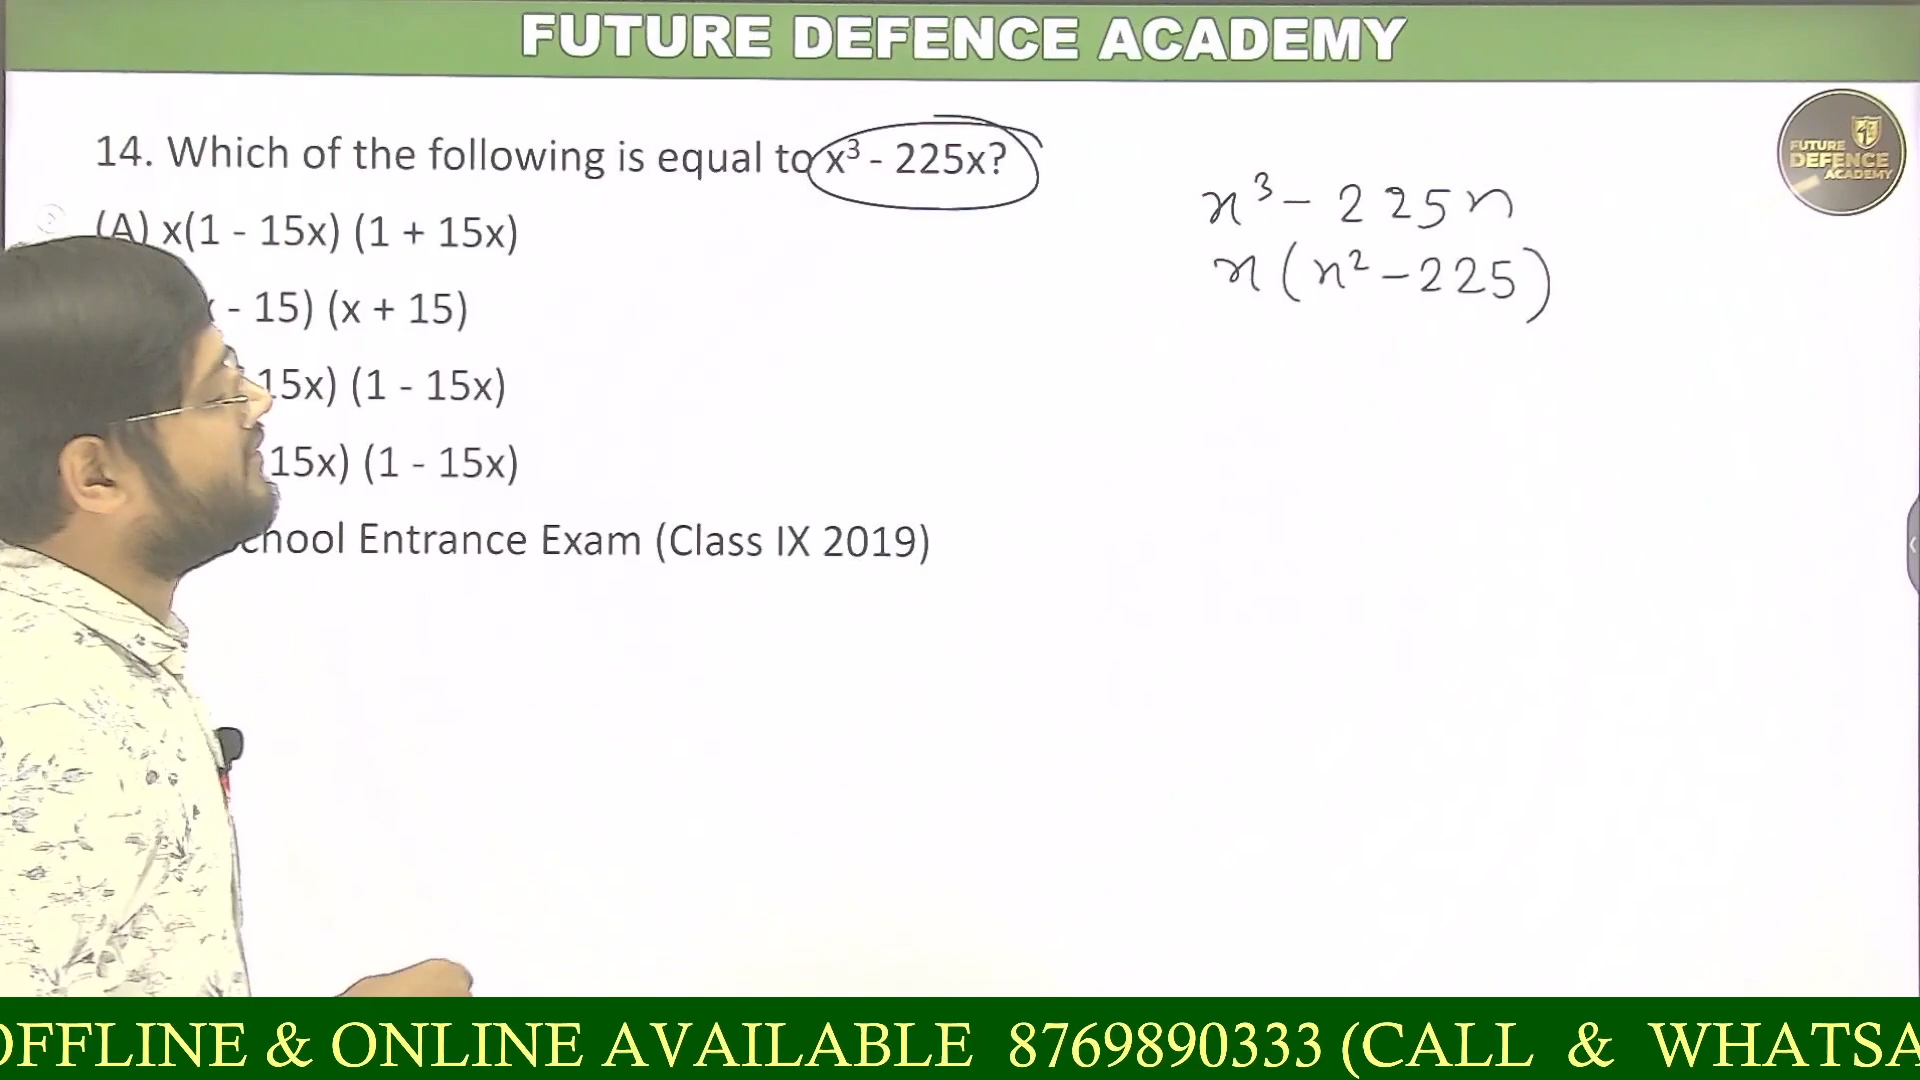 FUTURE DEFENCE ACADEMY
14. Which of the following is equal to x³ - 225x?
(A) x(1 - 15x) (1 + 15x)
- 15) (x + 15)
15x) (1 - 15x)
15x) (1 - 15x)
School Entrance Exam (Class IX 2019)
x³ - 225x
x(x² - 225)
FUTURE
DEFENCE
ACADEMY
OFFLINE & ONLINE AVAILABLE 8769890333 (CALL & WHATSA